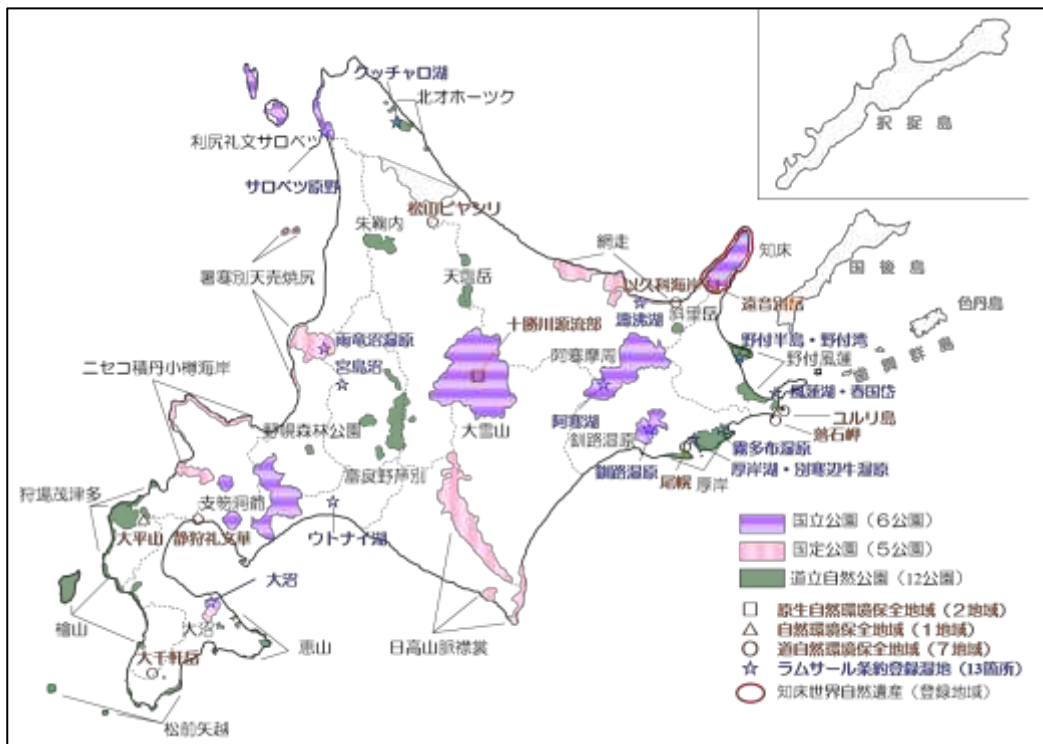 クッチャロ湖
北オホーツク
利尻礼文サロベツ
サロベツ原野
択捉島
松山ピヤシリ
朱鞠内
網走
知床
国後島
暑寒別天売焼尻
天塩岳
以久科海岸
遠音別岳
色丹島
斜里岳
濤沸湖
十勝川源流部
雨竜沼湿原
宮島沼
阿寒摩周
野付半島・野付湾
野付風蓮
ニセコ積丹小樽海岸
風蓮湖・春国岱
阿寒湖
ユルリ島
野幌森林公園
大雪山
釧路湿原
落石岬
霧多布湿原
富良野芦別
釧路湿原
尾幌
厚岸
厚岸湖・別寒辺牛湿原
狩場茂津多
支笏洞爺
大平山
静狩礼文華
ウトナイ湖
大沼
大沼
檜山
恵山
日高山脈襟裳
大千軒岳
松前矢越
国立公園（6公園）
国定公園（5公園）
道立自然公園（12公園）
原生自然環境保全地域（2地域）
自然環境保全地域（1地域）
道自然環境保全地域（7地域）
ラムサール条約登録湿地（13箇所）
知床世界自然遺産（登録地域）